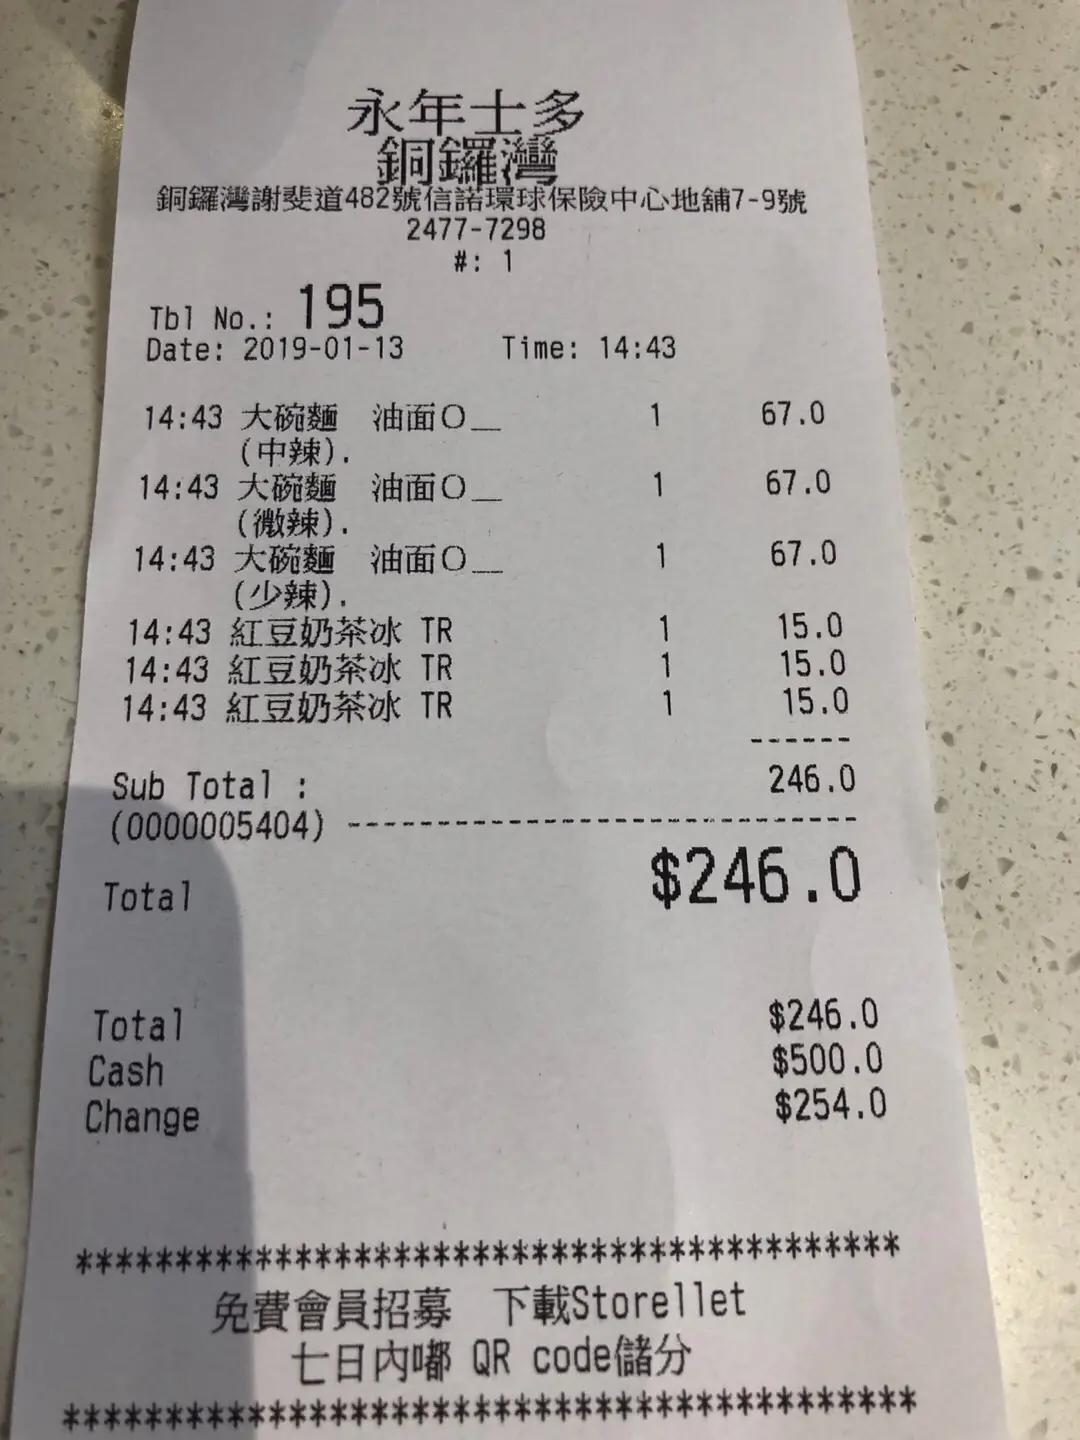 永年士多
銅鑼灣
銅鑼灣謝斐道482號信諾環球保險中心地舖7-9號
2477-7298
#: 1
Tbl No.: 195
Date: 2019-01-13 Time: 14:43
14:43 大碗麵 油面O__ 1 67.0
(中辣).
14:43 大碗麵 油面O__ 1 67.0
(微辣).
14:43 大碗麵 油面O__ 1 67.0
(少辣).
14:43 紅豆奶茶冰 TR 1 15.0
14:43 紅豆奶茶冰 TR 1 15.0
14:43 紅豆奶茶冰 TR 1 15.0
------
Sub Total : 246.0
(0000005404) ------------------------------
Total $246.0
Total $246.0
Cash $500.0
Change $254.0
******************************************
免費會員招募 下載Storellet
七日內嘟 QR code儲分
******************************************